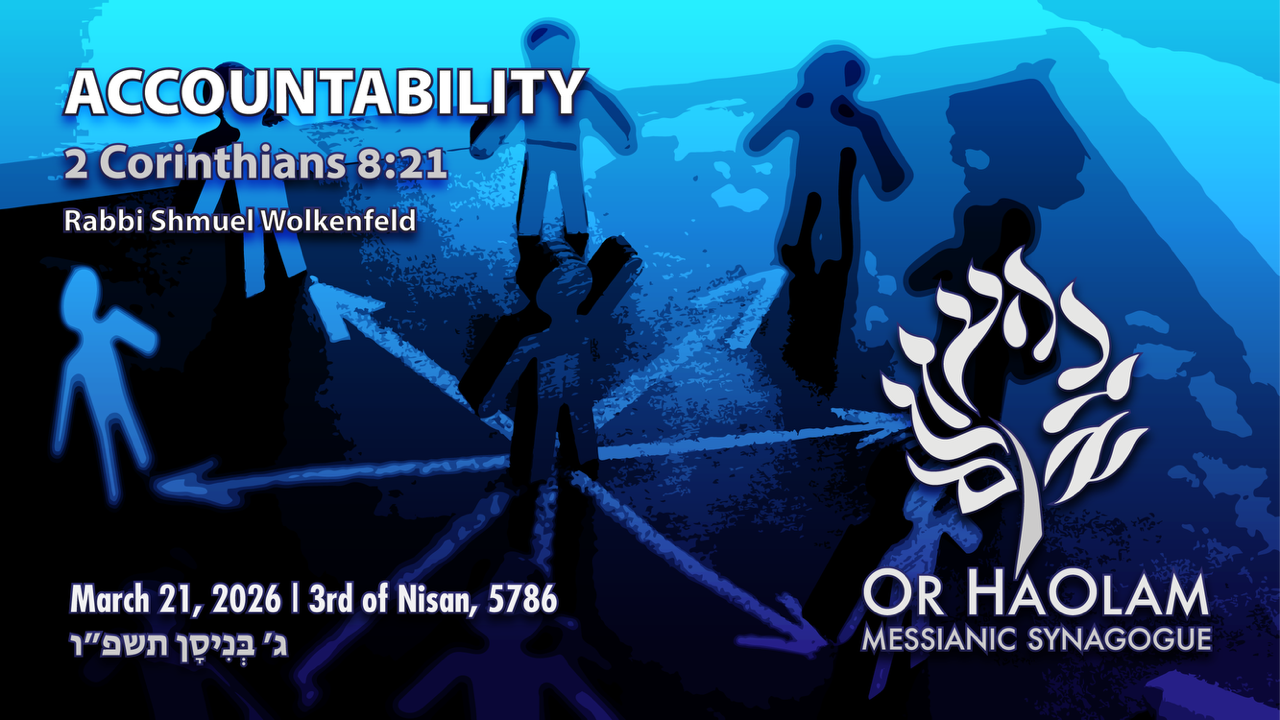 ACCOUNTABILITY
2 Corinthians 8:21
Rabbi Shmuel Wolkenfeld
March 21, 2026 | 3rd of Nisan, 5786
ג׳ בְּנִיסָן תשפ״ו
OR HAOLAM
MESSIANIC SYNAGOGUE